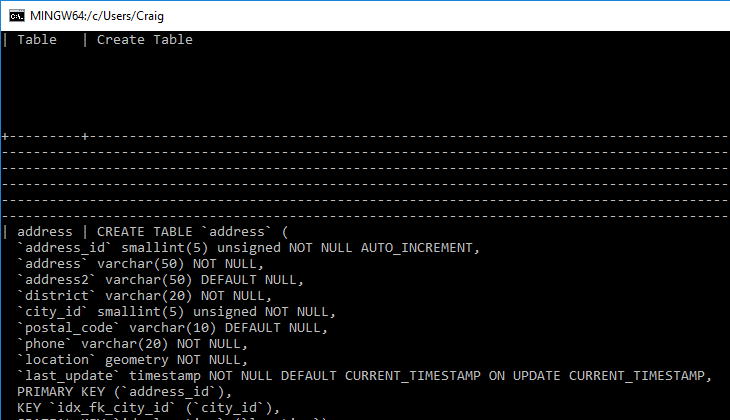 MINGW64:/c/Users/Craig
| Table   | Create Table
+---------+--------------------------------------------------------------------------------
-------------------------------------------------------------------------------------------
-------------------------------------------------------------------------------------------
-------------------------------------------------------------------------------------------
-------------------------------------------------------------------------------------------
-------------------------------------------------------------------------------------------
| address | CREATE TABLE `address` (
  `address_id` smallint(5) unsigned NOT NULL AUTO_INCREMENT,
  `address` varchar(50) NOT NULL,
  `address2` varchar(50) DEFAULT NULL,
  `district` varchar(20) NOT NULL,
  `city_id` smallint(5) unsigned NOT NULL,
  `postal_code` varchar(10) DEFAULT NULL,
  `phone` varchar(20) NOT NULL,
  `location` geometry NOT NULL,
  `last_update` timestamp NOT NULL DEFAULT CURRENT_TIMESTAMP ON UPDATE CURRENT_TIMESTAMP,
  PRIMARY KEY (`address_id`),
  KEY `idx_fk_city_id` (`city_id`),